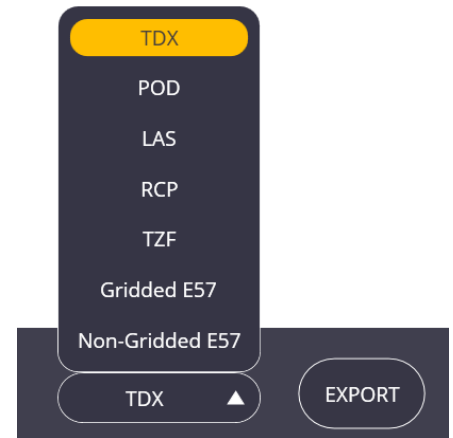 TDX
POD
LAS
RCP
TZF
Gridded E57
Non-Gridded E57
TDX
EXPORT